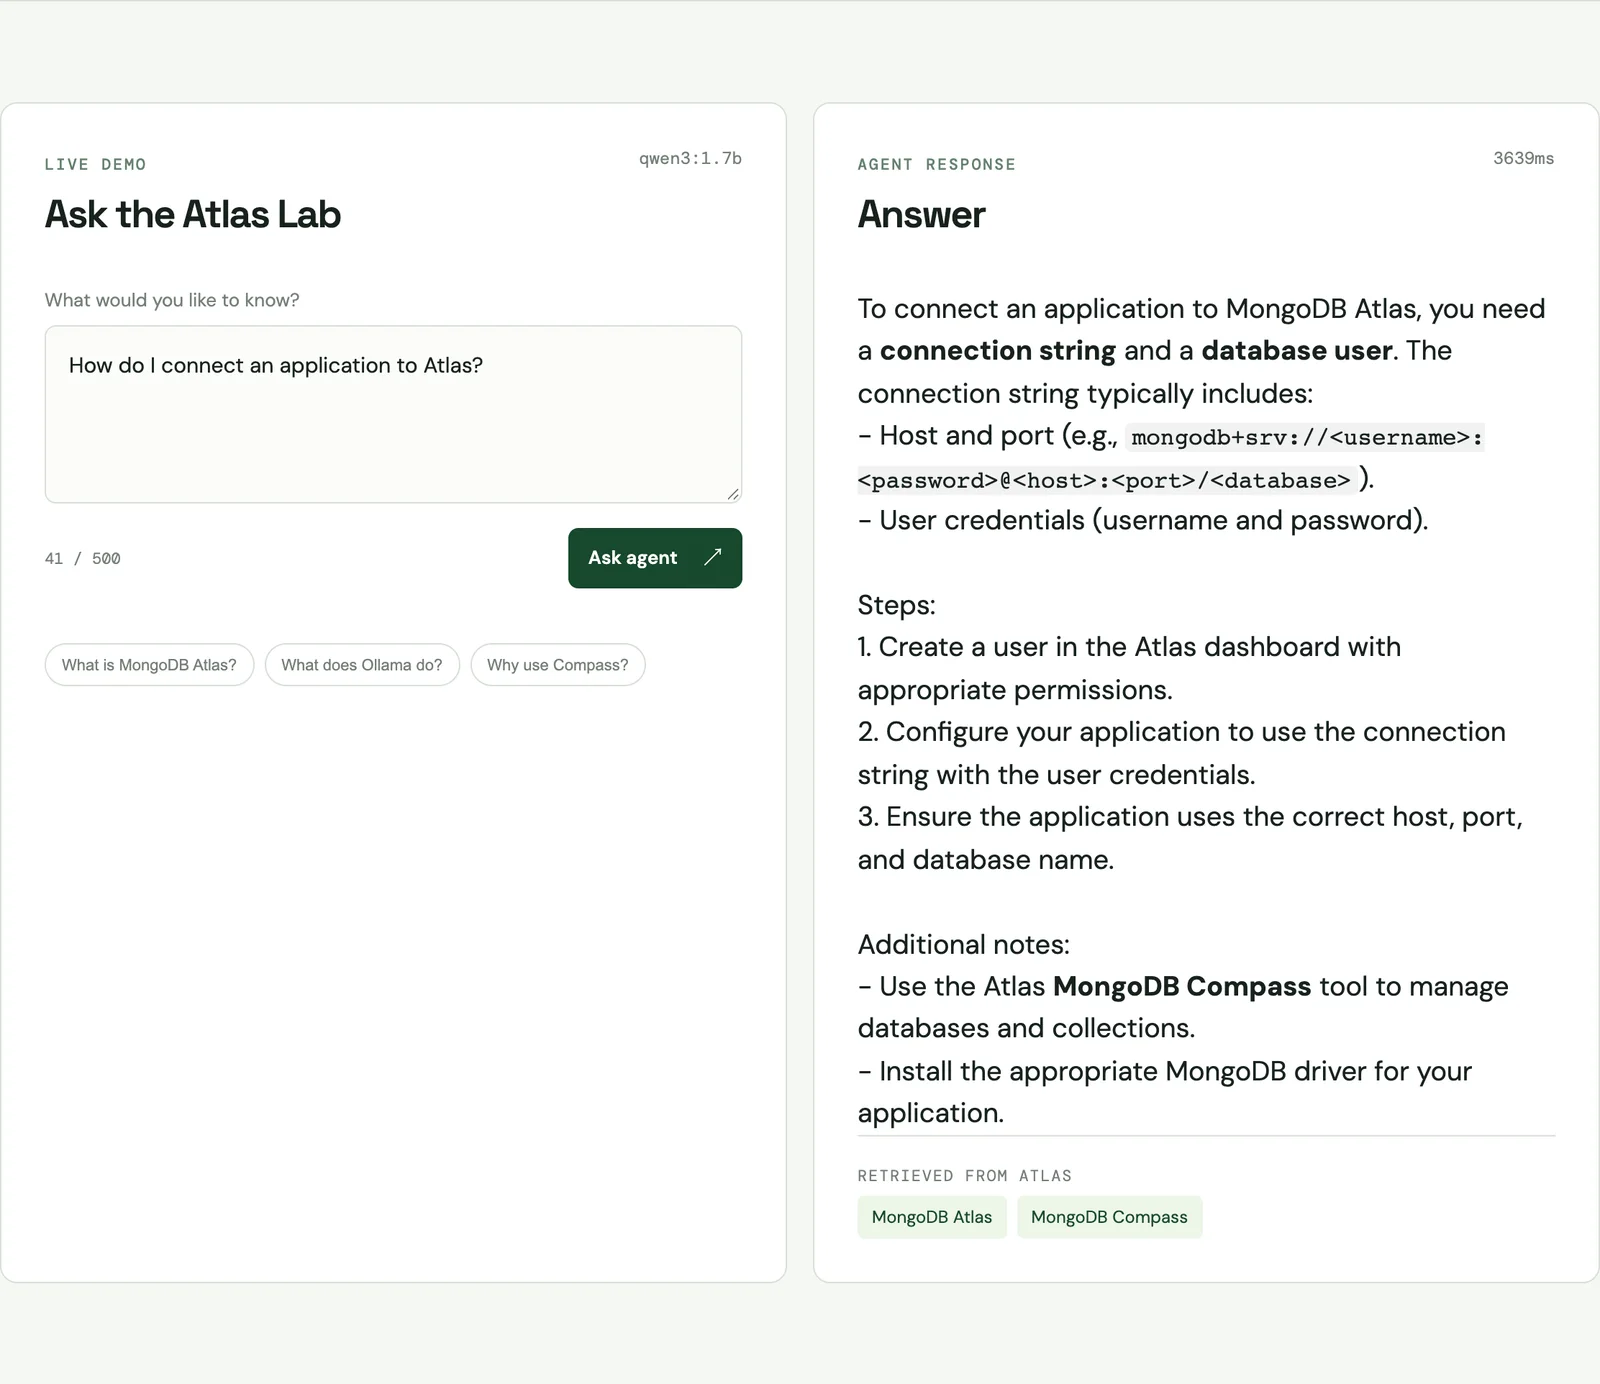 LIVE DEMO
qwen3:1.7b
Ask the Atlas Lab
What would you like to know?
How do I connect an application to Atlas?
41 / 500
Ask agent ↗
What is MongoDB Atlas?
What does Ollama do?
Why use Compass?
AGENT RESPONSE
3639ms
Answer
To connect an application to MongoDB Atlas, you need
a connection string and a database user. The
connection string typically includes:
- Host and port (e.g., mongodb+srv://<username>:
<password>@<host>:<port>/<database> ).
- User credentials (username and password).
Steps:
1. Create a user in the Atlas dashboard with
appropriate permissions.
2. Configure your application to use the connection
string with the user credentials.
3. Ensure the application uses the correct host, port,
and database name.
Additional notes:
- Use the Atlas MongoDB Compass tool to manage
databases and collections.
- Install the appropriate MongoDB driver for your
application.
RETRIEVED FROM ATLAS
MongoDB Atlas
MongoDB Compass